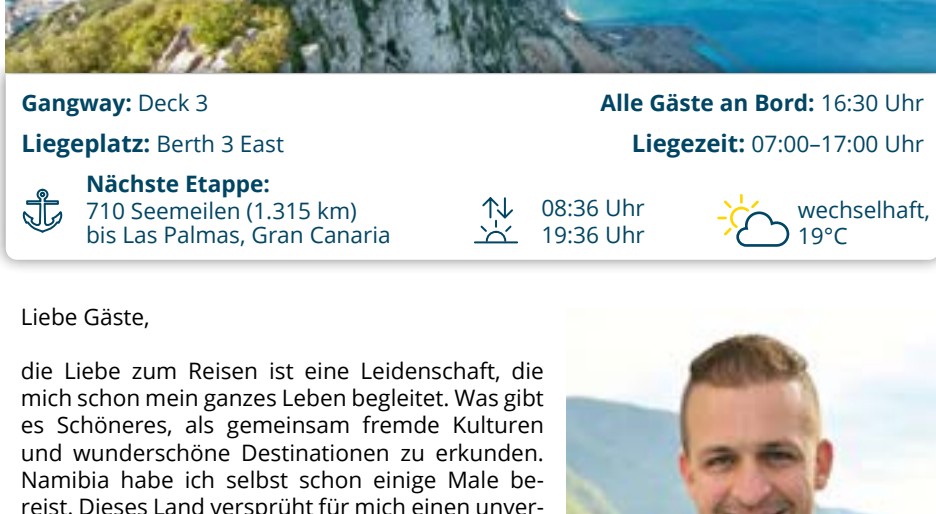 Gangway: Deck 3
Alle Gäste an Bord: 16:30 Uhr
Liegeplatz: Berth 3 East
Liegezeit: 07:00–17:00 Uhr
Nächste Etappe:
710 Seemeilen (1.315 km)
bis Las Palmas, Gran Canaria
08:36 Uhr
19:36 Uhr
wechselhaft,
19°C
Liebe Gäste,
die Liebe zum Reisen ist eine Leidenschaft, die
mich schon mein ganzes Leben begleitet. Was gibt
es Schöneres, als gemeinsam fremde Kulturen
und wunderschöne Destinationen zu erkunden.
Namibia habe ich selbst schon einige Male be-
reist. Dieses Land versprüht für mich einen unver-